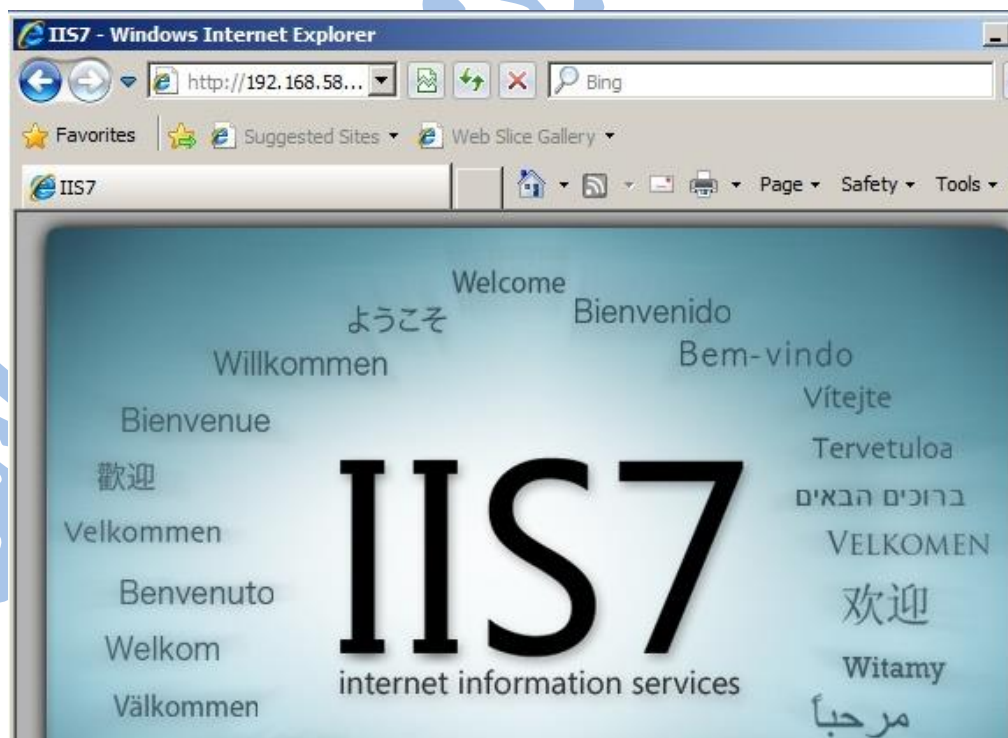 IIS7 - Windows Internet Explorer
http://192.168.58...
Bing
Favorites Suggested Sites Web Slice Gallery
IIS7
Page Safety Tools
Welcome
ようこそ
Bienvenido
Willkommen
Bem-vindo
Vítejte
Bienvenue
Tervetuloa
歡迎
ברוכים הבאים
Velkommen
VELKOMEN
Benvenuto
欢迎
Welkom
Witamy
Välkommen
مرحباً
IIS7
internet information services